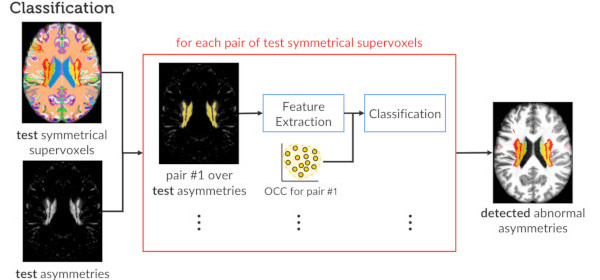 Classification
for each pair of test symmetrical supervoxels
test symmetrical
supervoxels
Feature
Extraction
Classification
pair #1 over
test asymmetries
OCC for pair #1
detected abnormal
asymmetries
test asymmetries